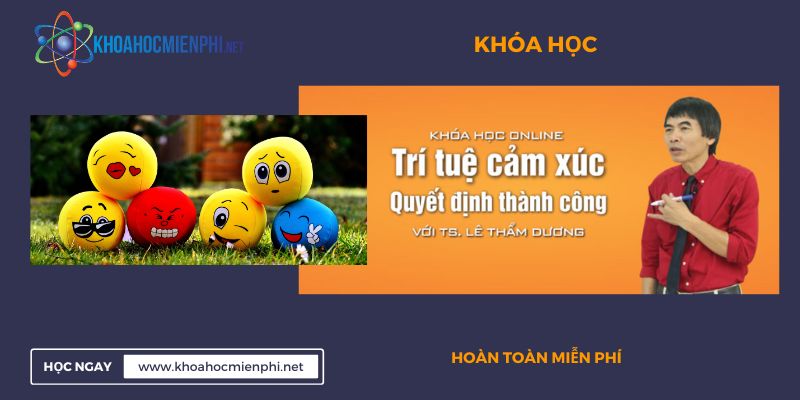 KHOAHOCMIENPHI.NET
KHÓA HỌC
KHÓA HỌC ONLINE
Trí tuệ cảm xúc
Quyết định thành công
VỚI TS. LÊ THẨM DƯƠNG
HỌC NGAY
www.khoahocmienphi.net
HOÀN TOÀN MIỄN PHÍ